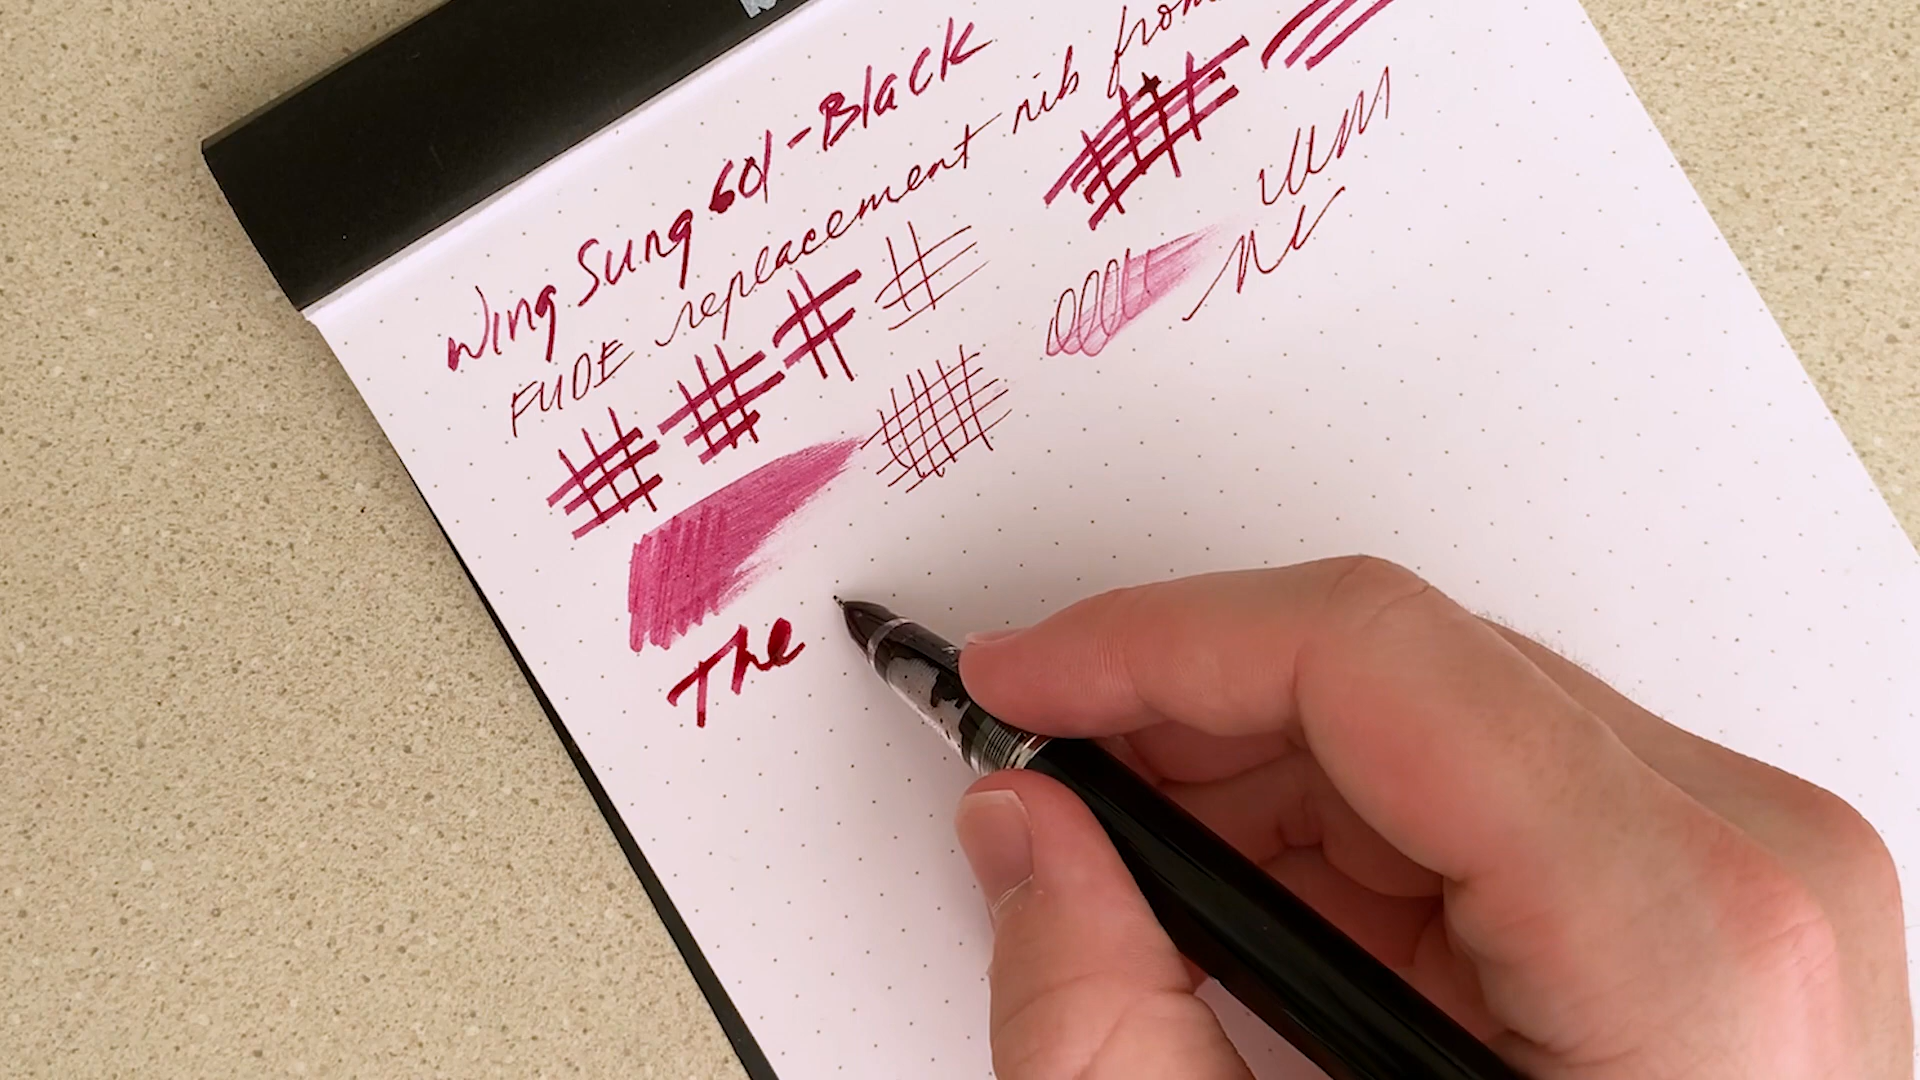 Wing Sung 601-Black
FUDE replacement nib from
The